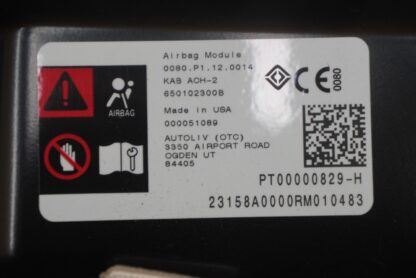 Airbag Module
0080.P1.12.0014
KAB ACH-2
650102300B
Made in USA
000051089
AUTOLIV (OTC)
3350 AIRPORT ROAD
OGDEN UT
84405
AIRBAG
CE
0080
PT00000829-H
23158A0000RM010483